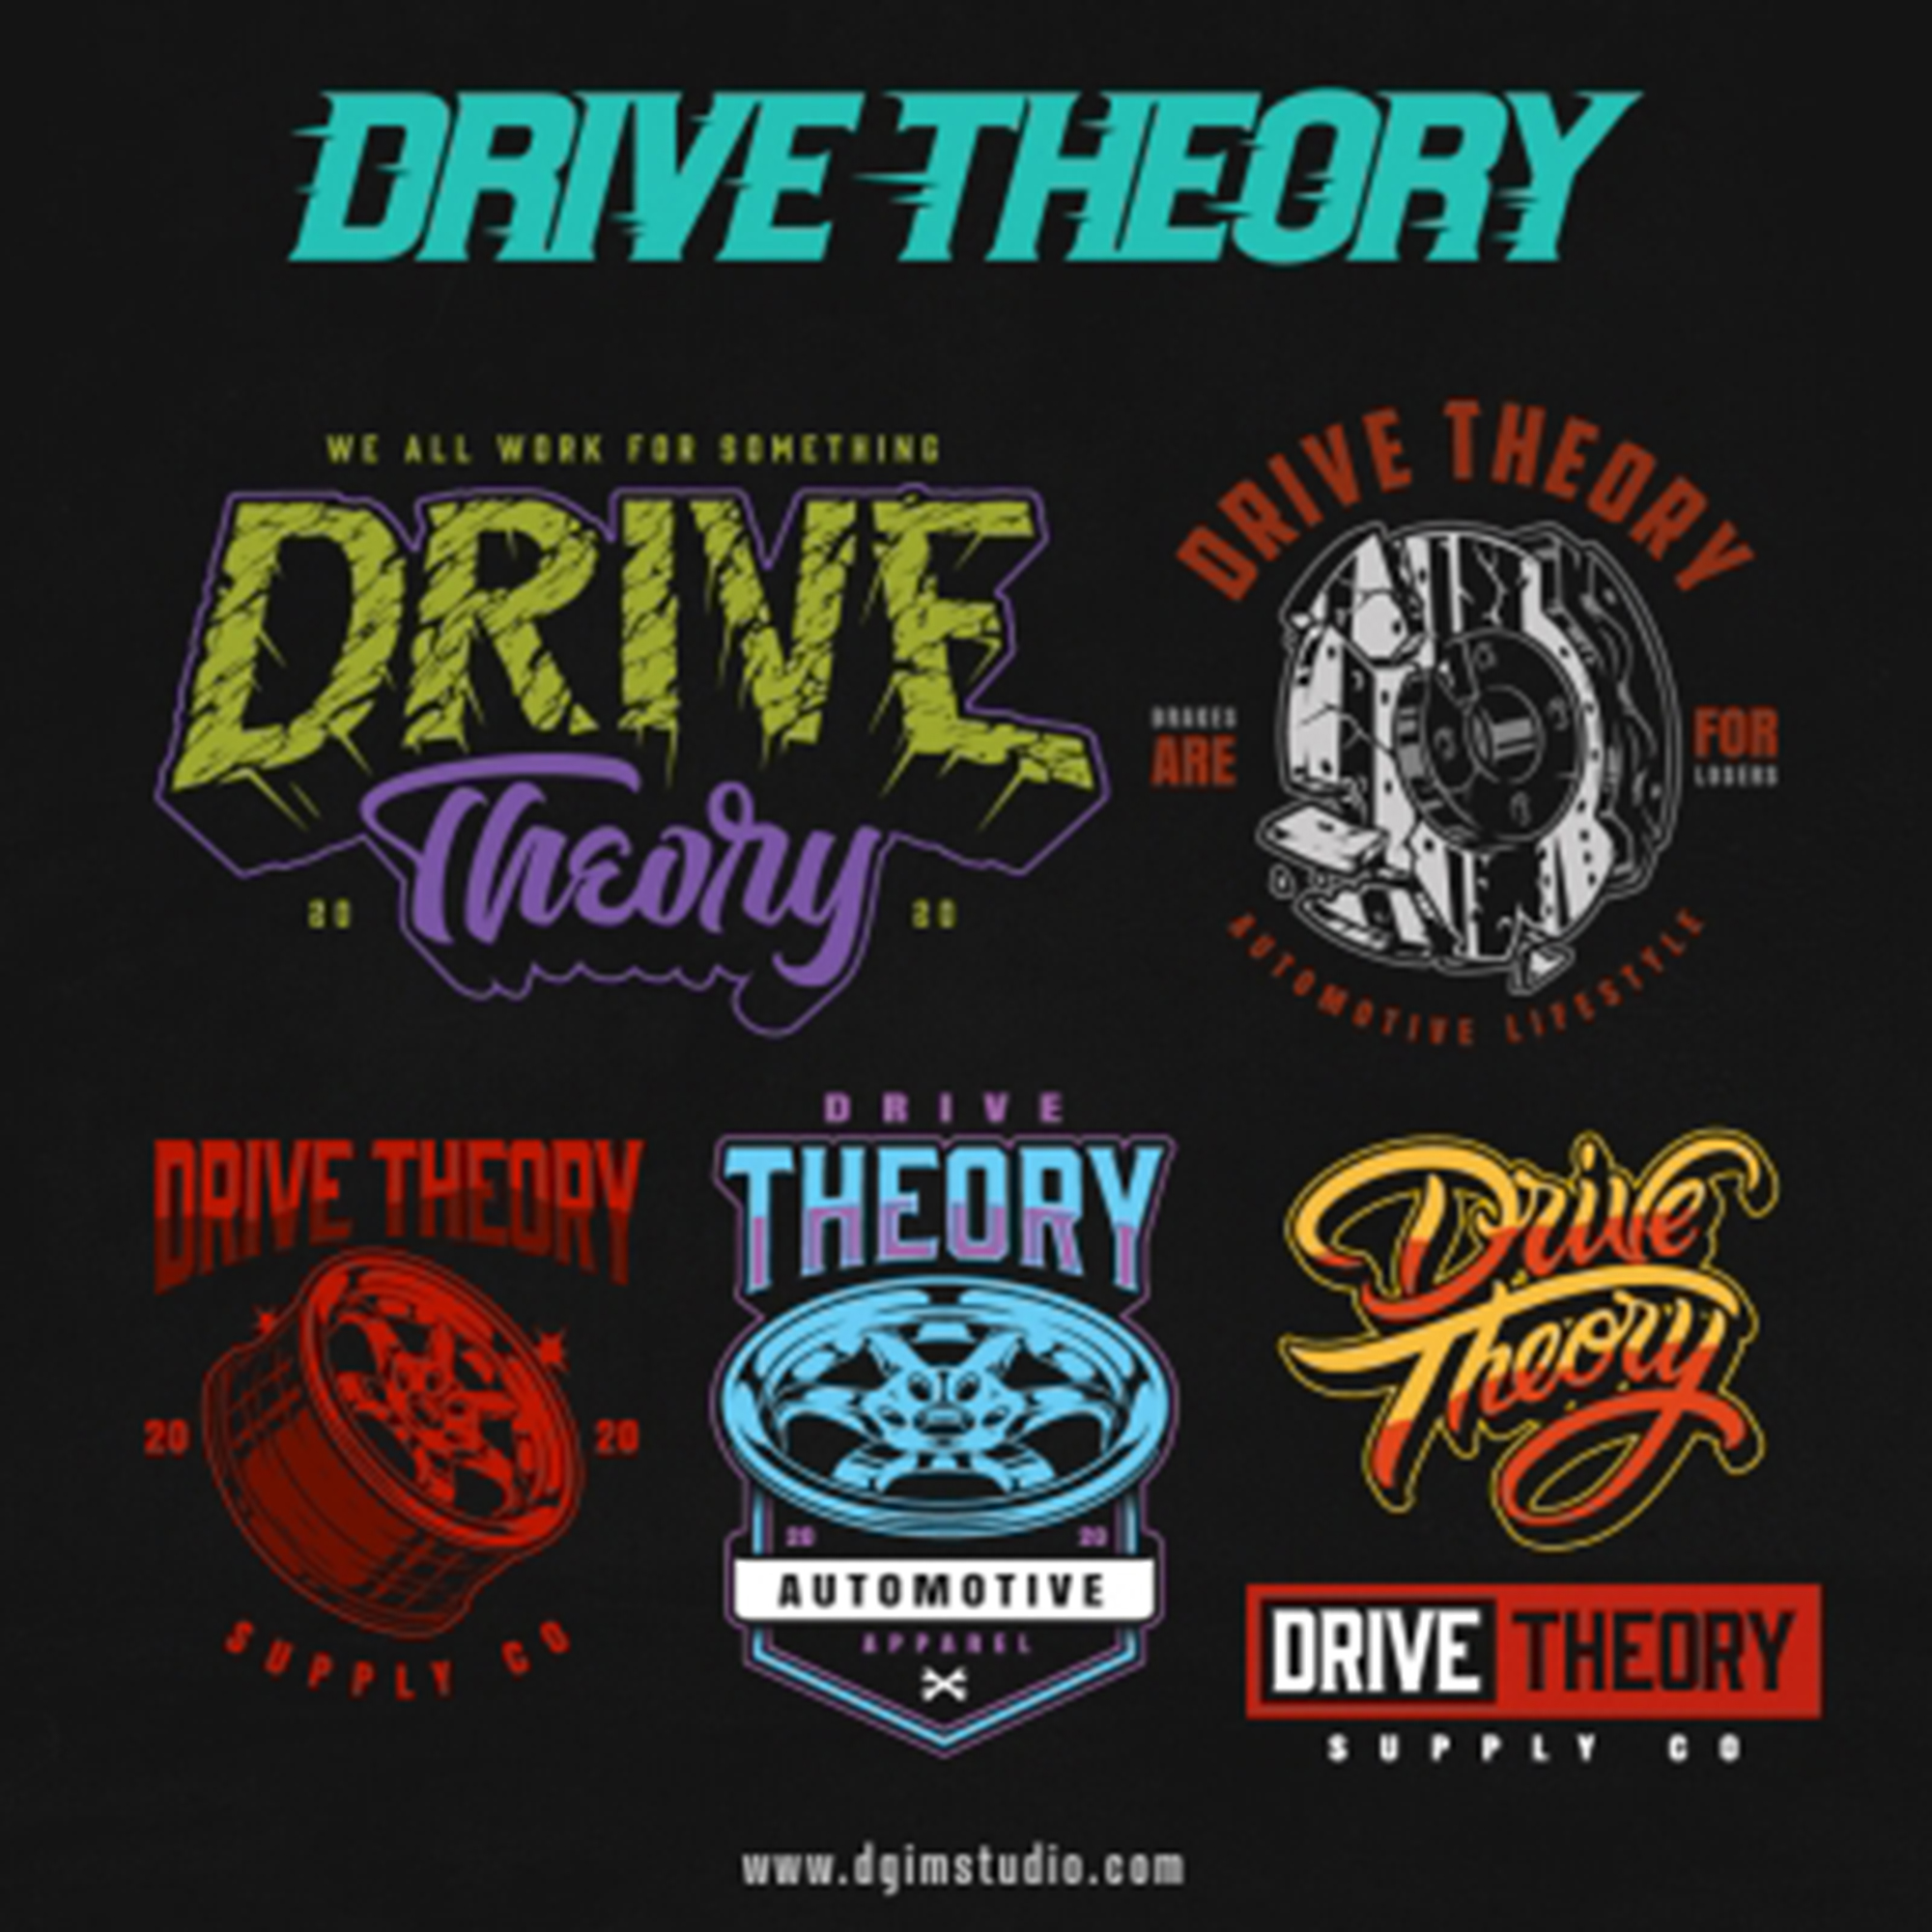 DRIVE THEORY
WE ALL WORK FOR SOMETHING
DRIVE
Theory
20 20
DRIVE THEORY
BRAKES
ARE
FOR
LOSERS
AUTOMOTIVE LIFESTYLE
DRIVE THEORY
20 20
SUPPLY CO
DRIVE
THEORY
20 20
AUTOMOTIVE
APPAREL
Drive
Theory
DRIVE THEORY
SUPPLY CO
www.dgimstudio.com